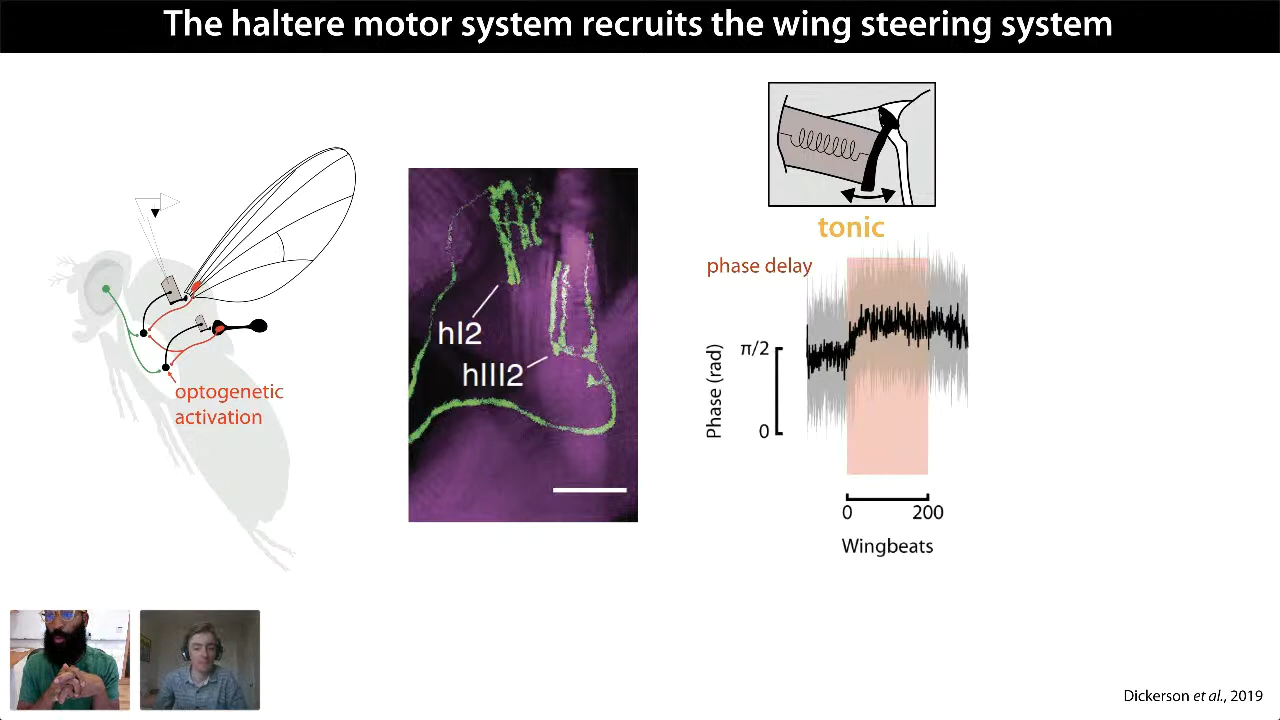 The haltere motor system recruits the wing steering system
optogenetic
activation
hI2
hIII2
tonic
phase delay
Phase (rad)
π/2
0
0
200
Wingbeats
Dickerson et al., 2019